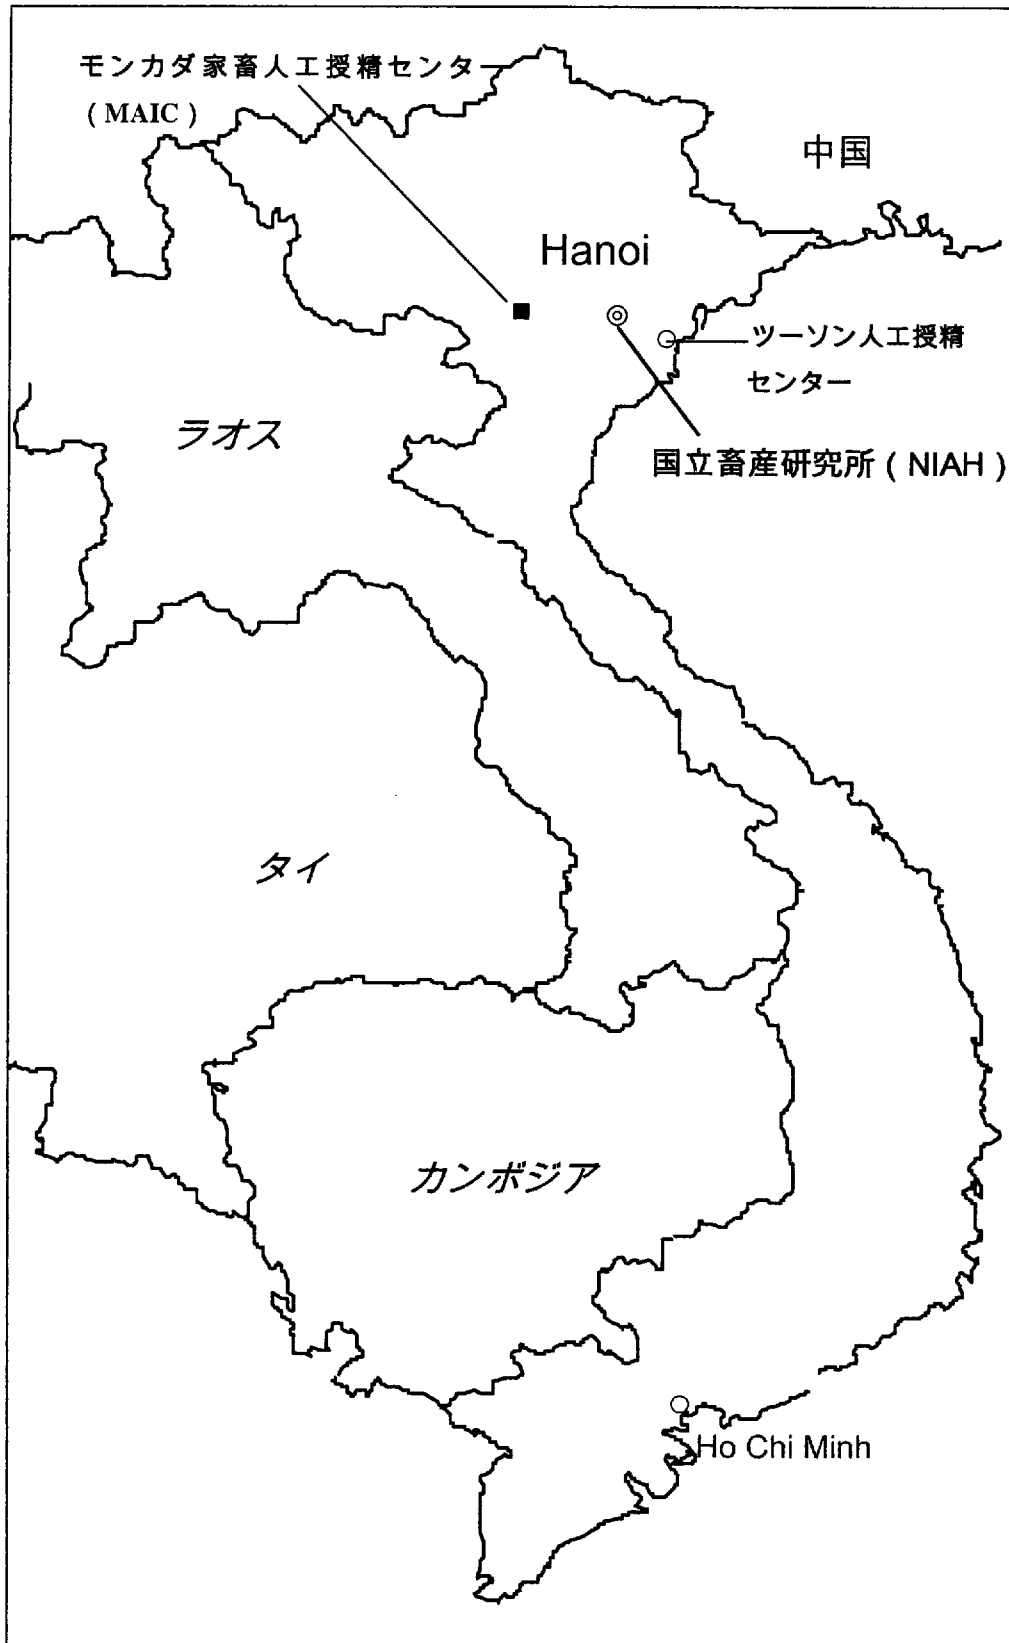 モンカダ家畜人工授精センタ
(MAIC)
中国
Hanoi
ツーソン人工授精
センター
ラオス
国立畜産研究所(NIAH)
タイ
カンボジア
Ho Chi Minh